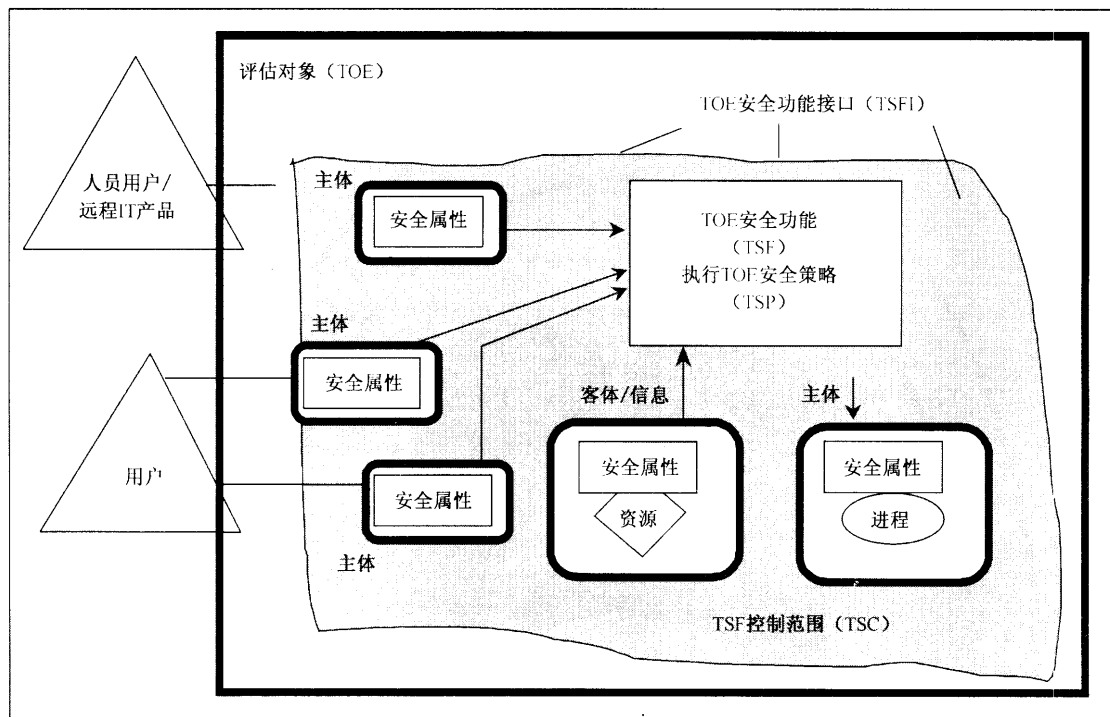 评估对象（TOE）
TOE安全功能接口（TSFI）
人员用户/
远程IT产品
主体
安全属性
TOE安全功能
（TSF）
执行TOE安全策略
（TSP）
主体
安全属性
用户
安全属性
主体
客体/信息
安全属性
资源
主体
安全属性
进程
TSF控制范围（TSC）